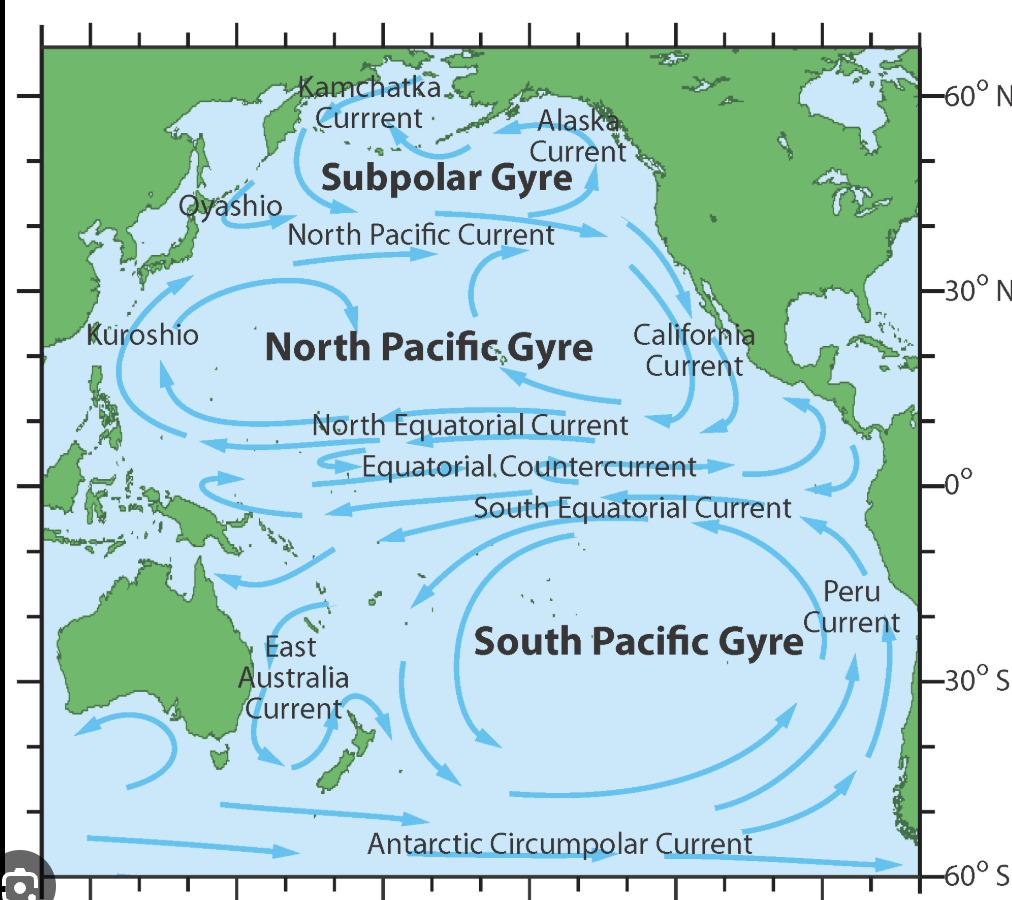 Kamchatka
Currrent
60° N
Alaska
Current
Subpolar Gyre
Oyashio
North Pacific Current
30° N
Kuroshio
North Pacific Gyre
California
Current
North Equatorial Current
Equatorial Countercurrent
0°
South Equatorial Current
Peru
Current
South Pacific Gyre
East
Australia
Current
30° S
Antarctic Circumpolar Current
60° S